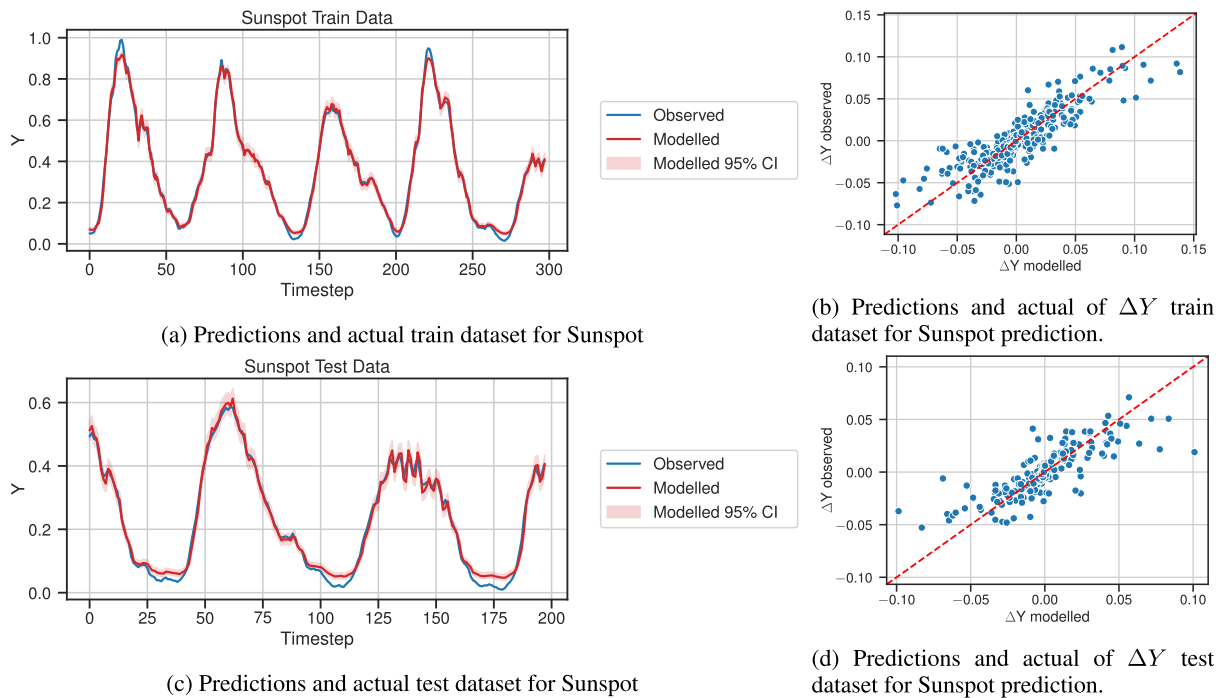 Sunspot Train Data
Y
1.0
0.8
0.6
0.4
0.2
0.0
0 50 100 150 200 250 300
Timestep
Observed
Modelled
Modelled 95% CI
(a) Predictions and actual train dataset for Sunspot
ΔY observed
0.15
0.10
0.05
0.00
−0.05
−0.10
−0.10 −0.05 0.00 0.05 0.10 0.15
ΔY modelled
(b) Predictions and actual of ΔY train
dataset for Sunspot prediction.
Sunspot Test Data
Y
0.6
0.4
0.2
0.0
0 25 50 75 100 125 150 175 200
Timestep
Observed
Modelled
Modelled 95% CI
(c) Predictions and actual test dataset for Sunspot
ΔY observed
0.10
0.05
0.00
−0.05
−0.10
−0.10 −0.05 0.00 0.05 0.10
ΔY modelled
(d) Predictions and actual of ΔY test
dataset for Sunspot prediction.